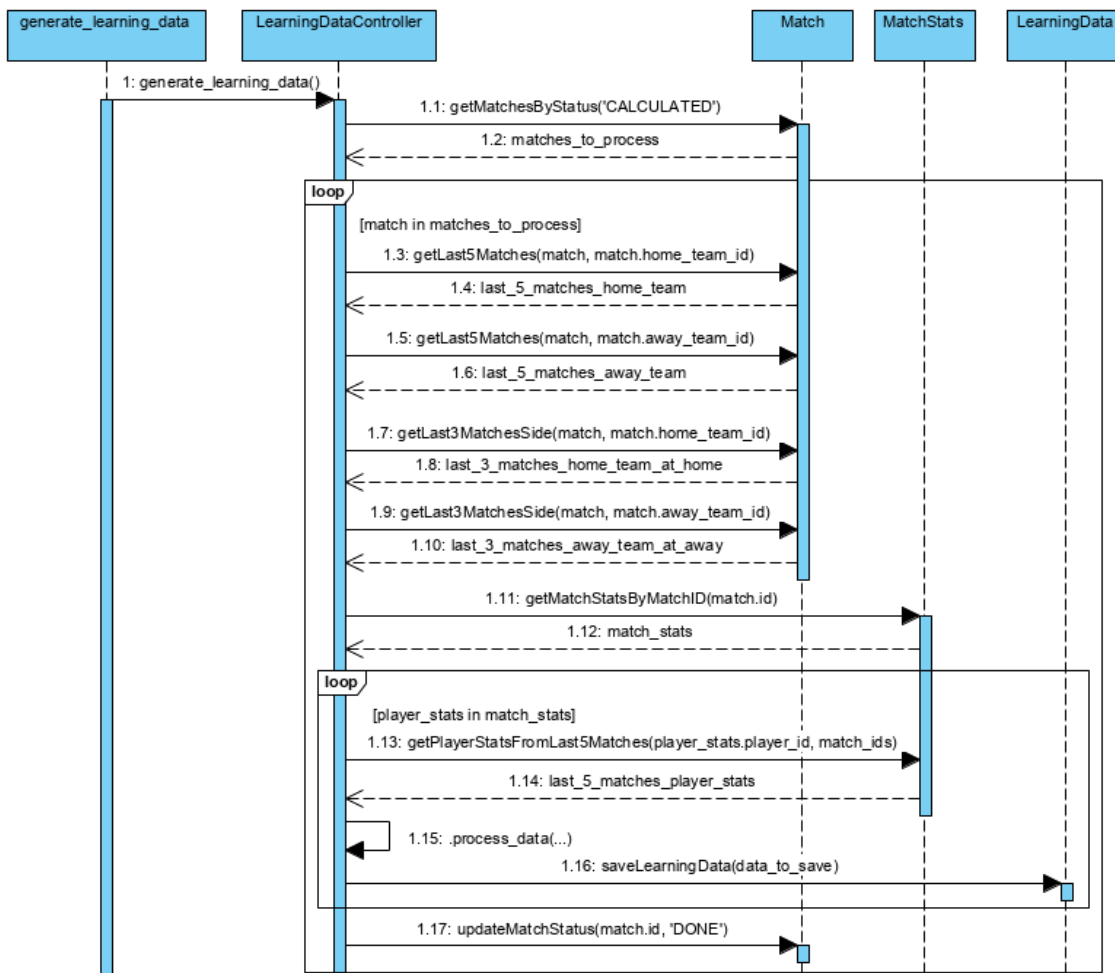 generate_learning_data
LearningDataController
Match
MatchStats
LearningData
1: generate_learning_data()
1.1: getMatchesByStatus('CALCULATED')
1.2: matches_to_process
loop
[match in matches_to_process]
1.3: getLast5Matches(match, match.home_team_id)
1.4: last_5_matches_home_team
1.5: getLast5Matches(match, match.away_team_id)
1.6: last_5_matches_away_team
1.7: getLast3MatchesSide(match, match.home_team_id)
1.8: last_3_matches_home_team_at_home
1.9: getLast3MatchesSide(match, match.away_team_id)
1.10: last_3_matches_away_team_at_away
1.11: getMatchStatsByMatchID(match.id)
1.12: match_stats
loop
[player_stats in match_stats]
1.13: getPlayerStatsFromLast5Matches(player_stats.player_id, match_ids)
1.14: last_5_matches_player_stats
1.15: .process_data(...)
1.16: saveLearningData(data_to_save)
1.17: updateMatchStatus(match.id, 'DONE')